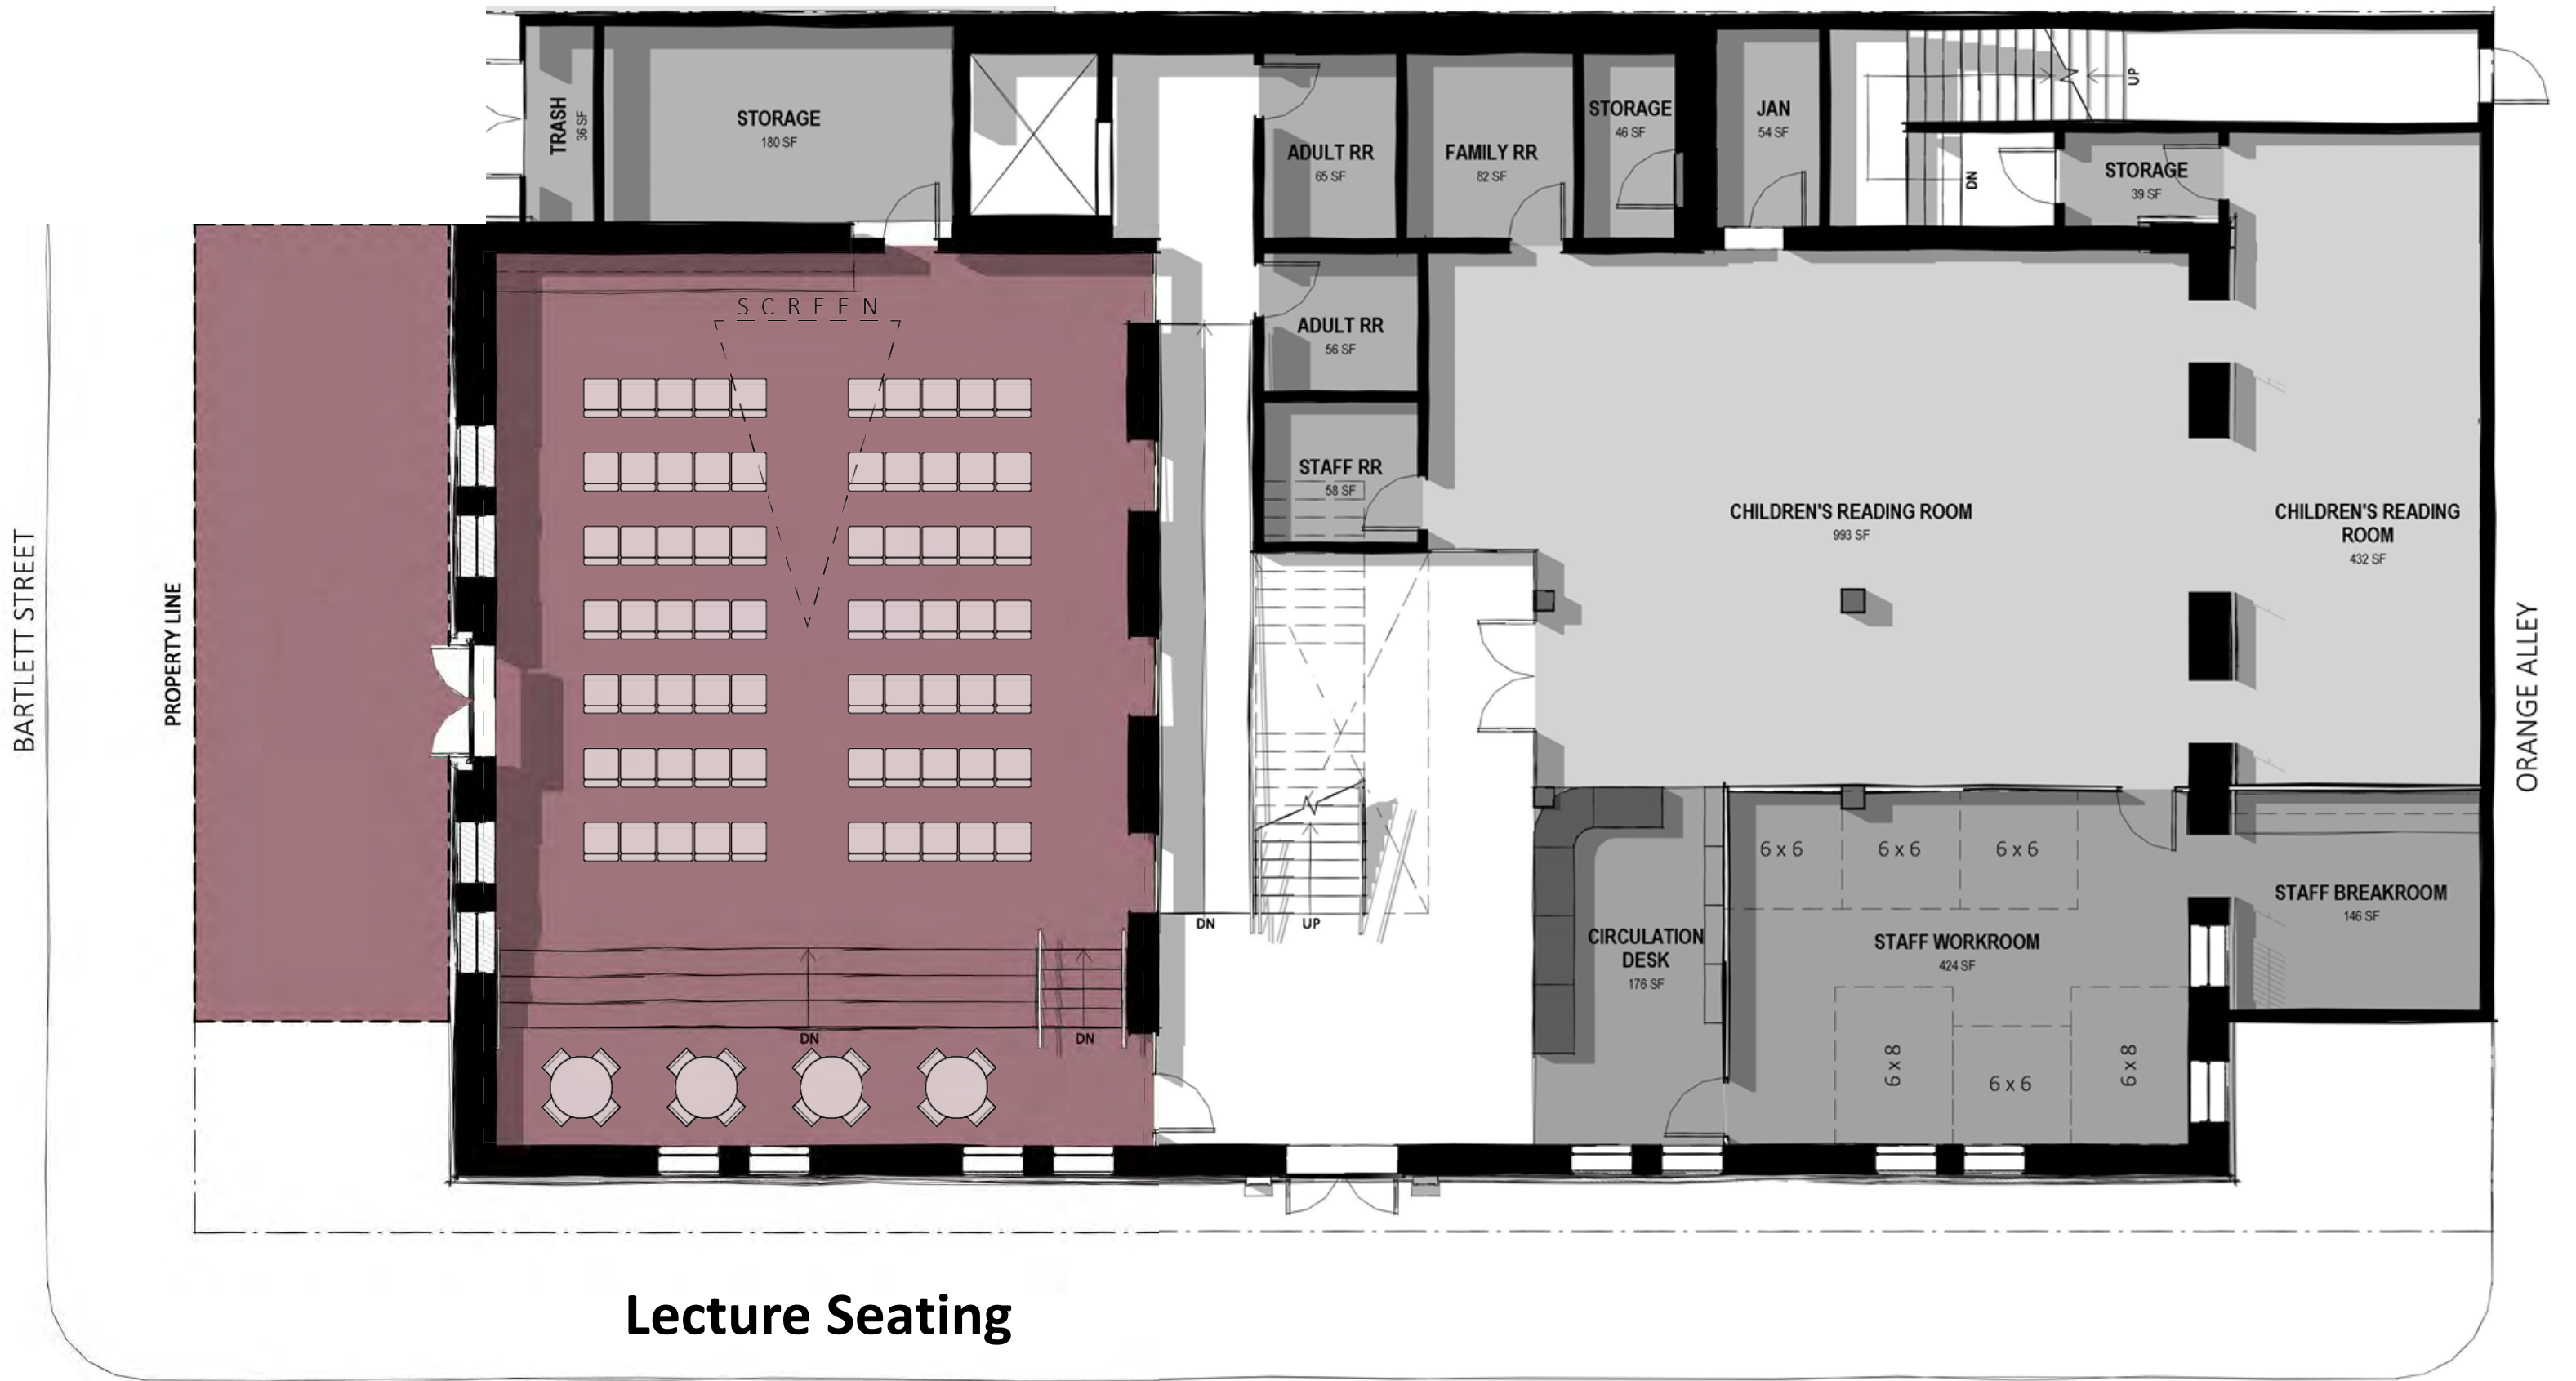 TRASH
36 SF
STORAGE
180 SF
ADULT RR
65 SF
FAMILY RR
82 SF
STORAGE
46 SF
JAN
54 SF
UP
DN
STORAGE
39 SF
SCREEN
ADULT RR
56 SF
STAFF RR
58 SF
CHILDREN'S READING ROOM
993 SF
CHILDREN'S READING
ROOM
432 SF
BARTLETT STREET
PROPERTY LINE
ORANGE ALLEY
6 x 6
6 x 6
6 x 6
STAFF BREAKROOM
146 SF
DN
UP
CIRCULATION
DESK
176 SF
STAFF WORKROOM
424 SF
DN
DN
6 x 8
6 x 6
6 x 8
Lecture Seating